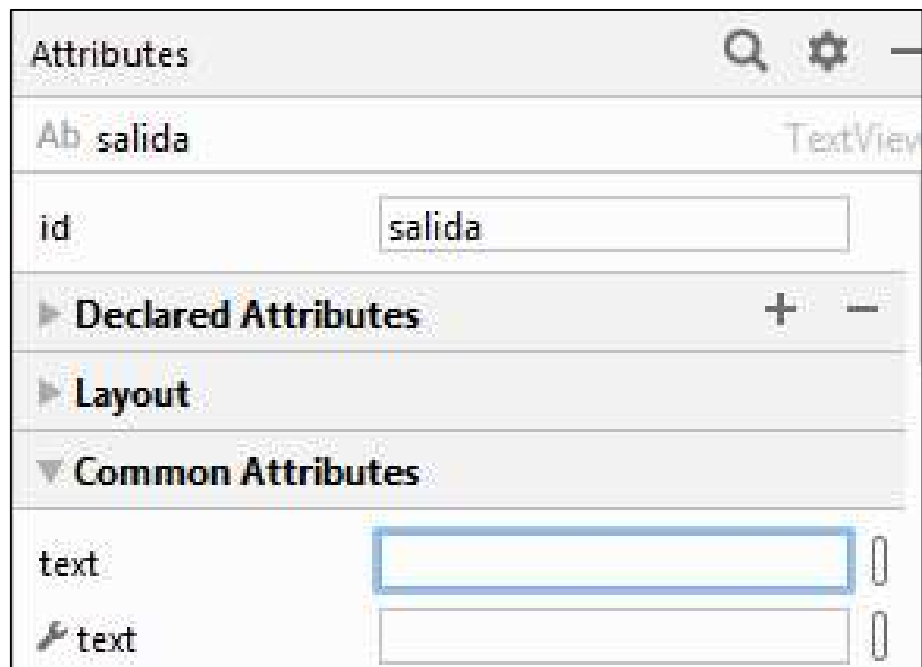 Attributes
Ab salida TextView
id salida
Declared Attributes
Layout
Common Attributes
text
text